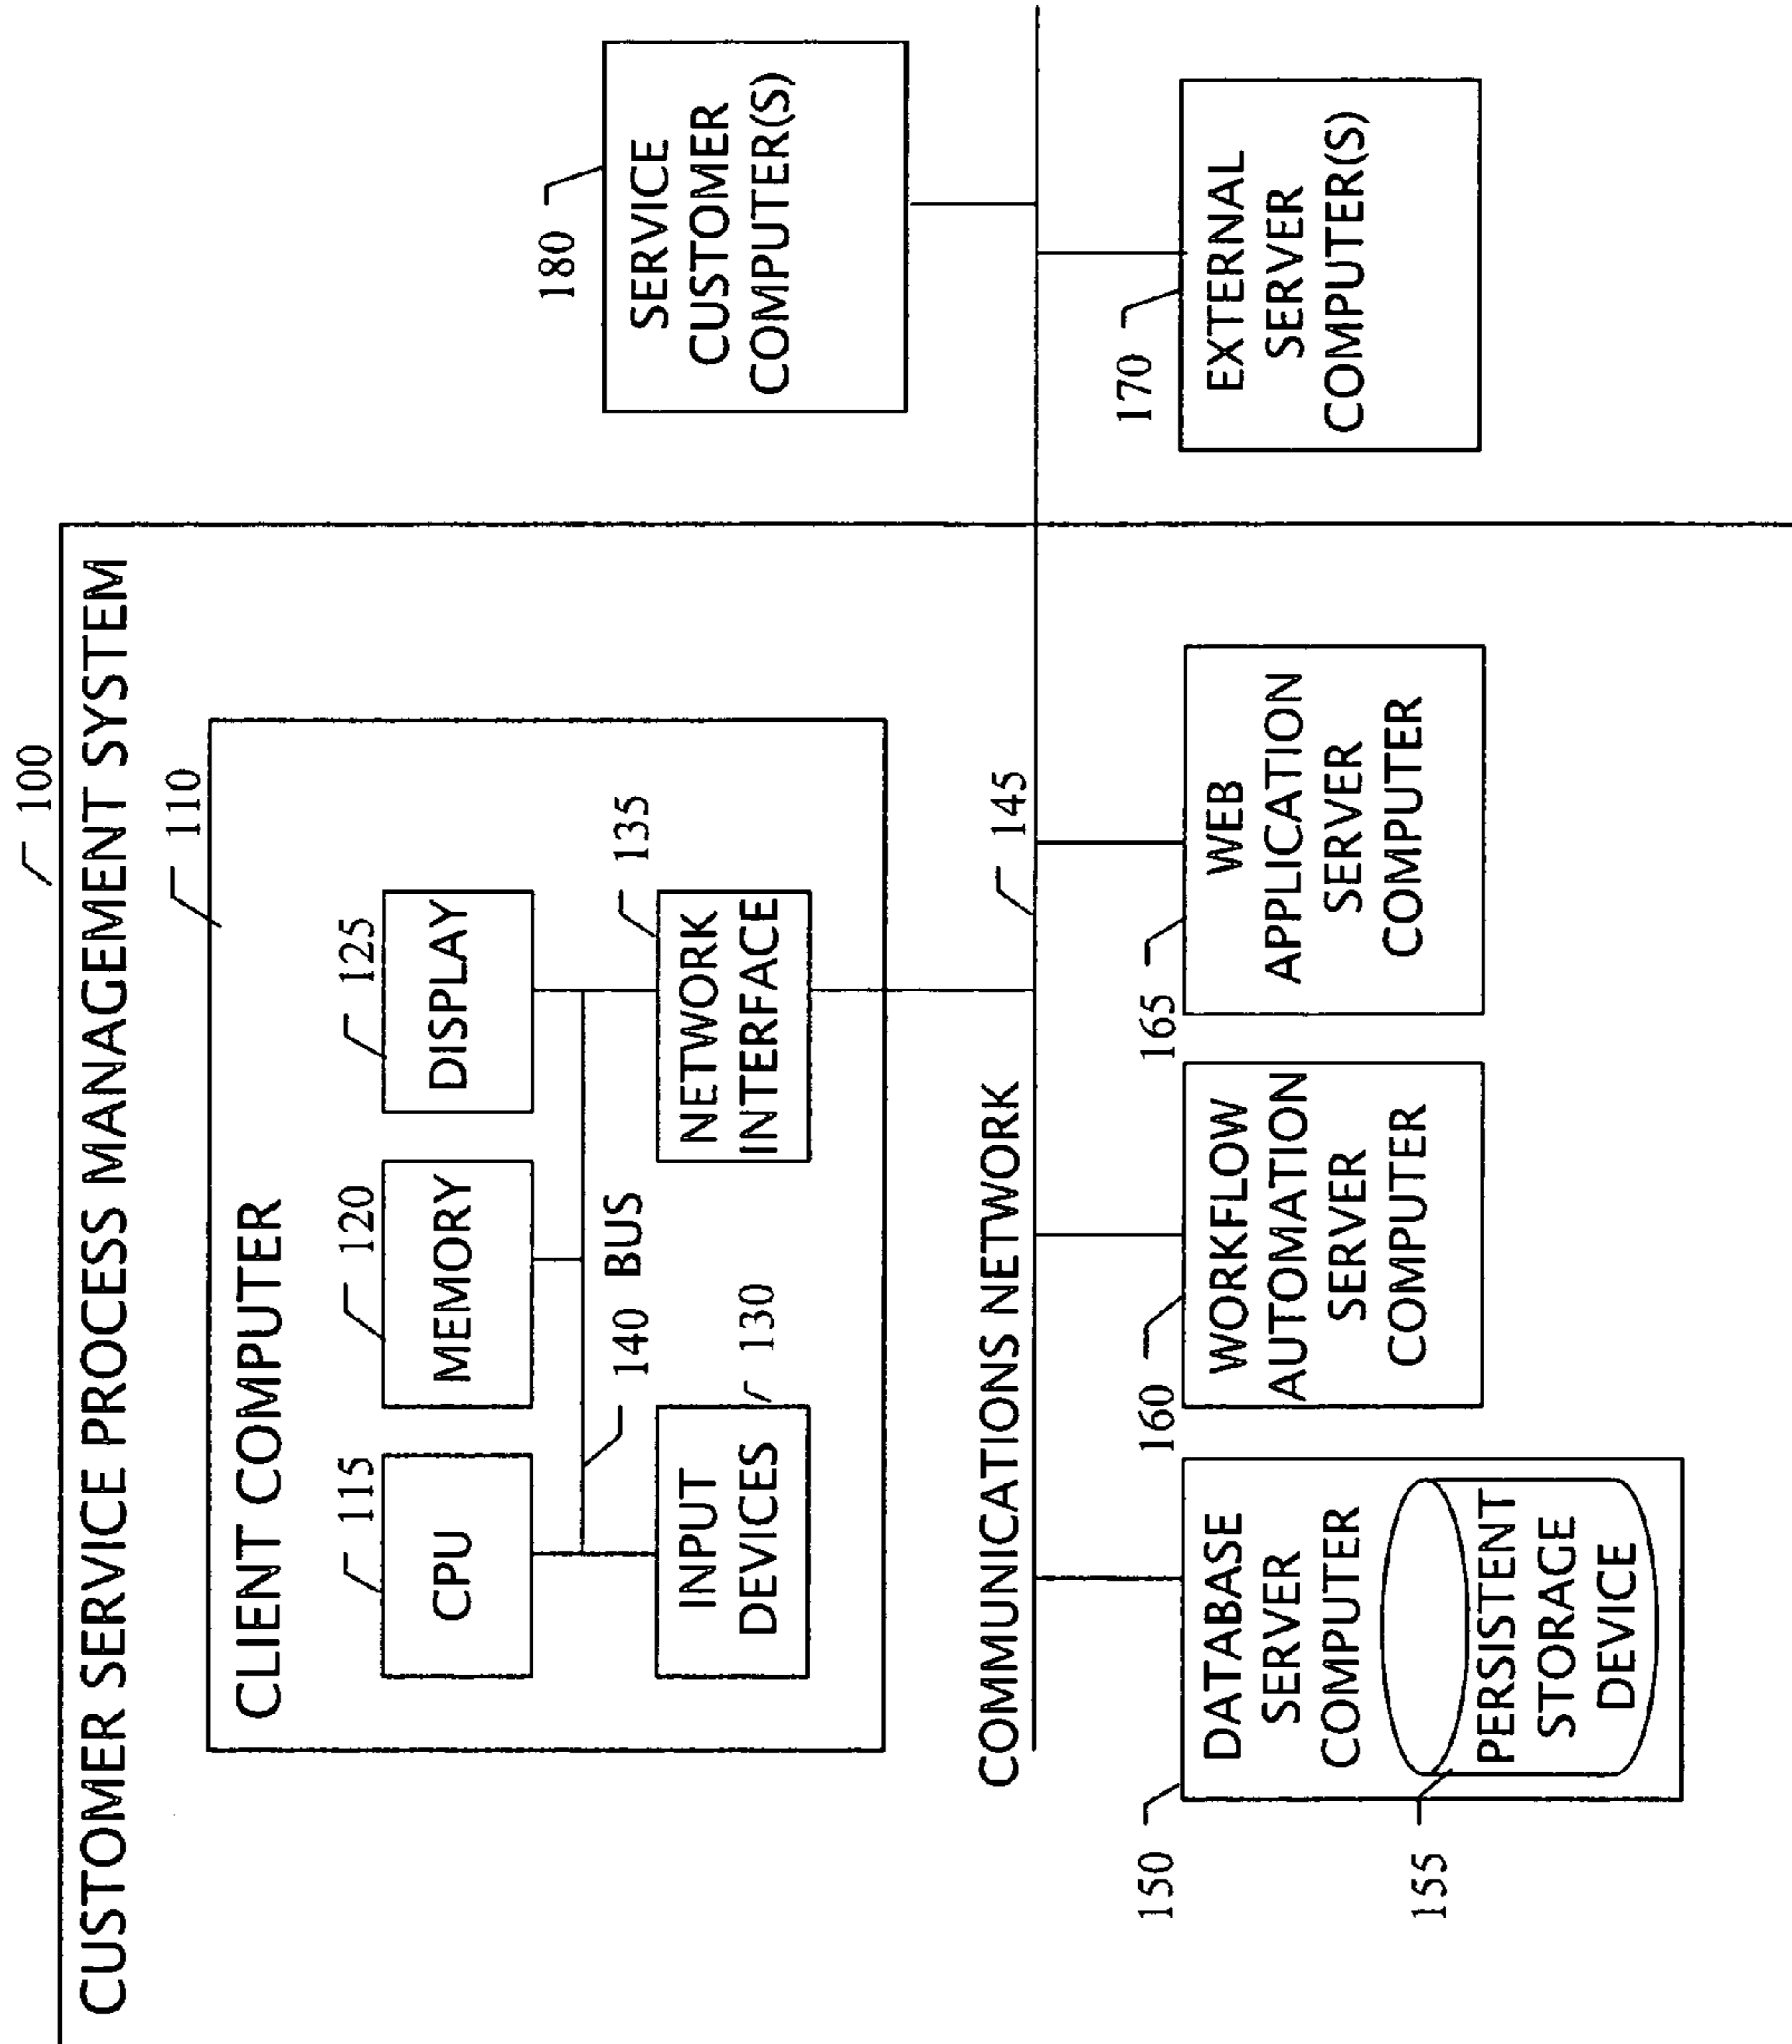 100
CUSTOMER SERVICE PROCESS MANAGEMENT SYSTEM
110
CLIENT COMPUTER
115
CPU
120
MEMORY
125
DISPLAY
140
BUS
130
INPUT
DEVICES
135
NETWORK
INTERFACE
COMMUNICATIONS NETWORK
145
150
DATABASE
SERVER
COMPUTER
155
PERSISTENT
STORAGE
DEVICE
160
WORKFLOW
AUTOMATION
SERVER
COMPUTER
165
WEB
APPLICATION
SERVER
COMPUTER
180
SERVICE
CUSTOMER
COMPUTER(S)
170
EXTERNAL
SERVER
COMPUTER(S)